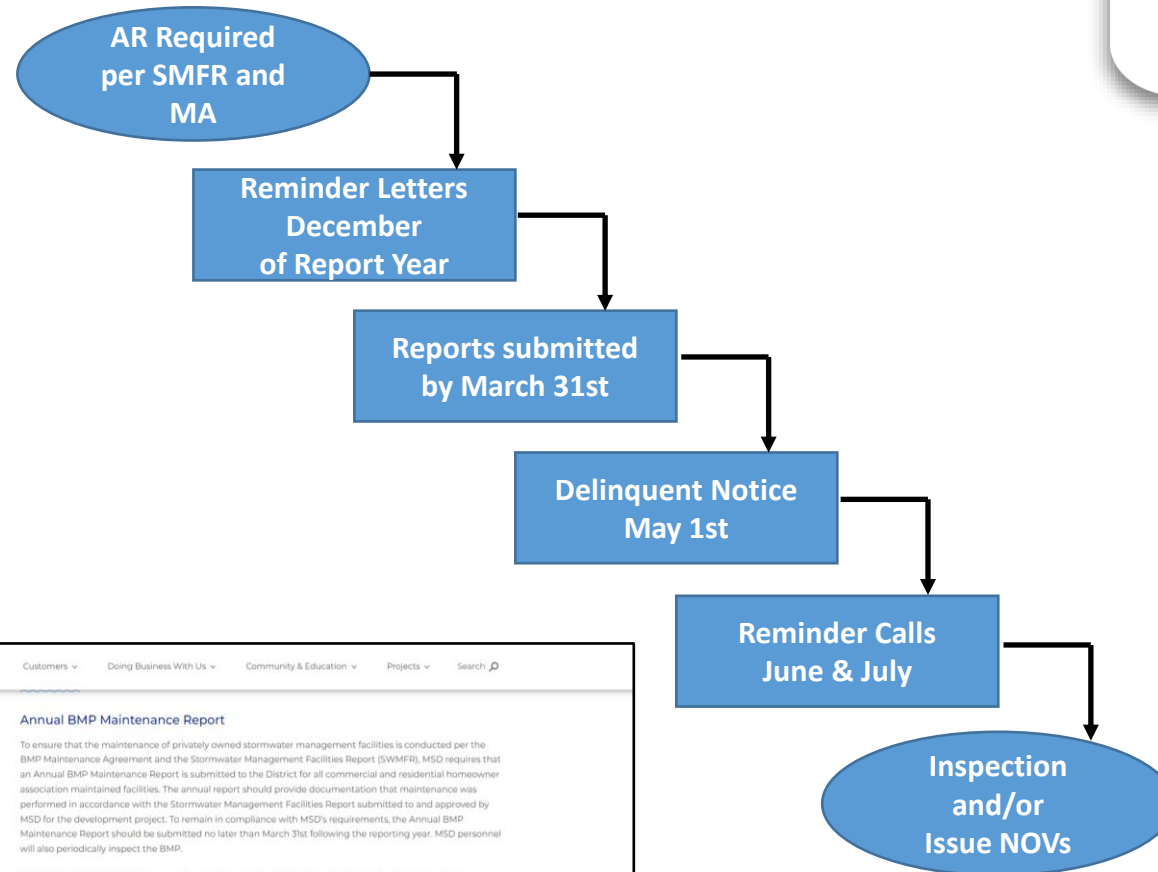 AR Required
per SMFR and
MA
Reminder Letters
December
of Report Year
Reports submitted
by March 31st
Delinquent Notice
May 1st
Reminder Calls
June & July
Inspection
and/or
Issue NOVs
Customers Doing Business With Us Community & Education Projects Search
Annual BMP Maintenance Report
To ensure that the maintenance of privately owned stormwater management facilities is conducted per the
BMP Maintenance Agreement and the Stormwater Management Facilities Report (SWMFR), MSD requires that
an Annual BMP Maintenance Report is submitted to the District for all commercial and residential homeowner
association maintained facilities. The annual report should provide documentation that maintenance was
performed in accordance with the Stormwater Management Facilities Report submitted to and approved by
MSD for the development project. To remain in compliance with MSD's requirements, the Annual BMP
Maintenance Report should be submitted no later than March 31st following the reporting year. MSD personnel
will also periodically inspect the BMP.